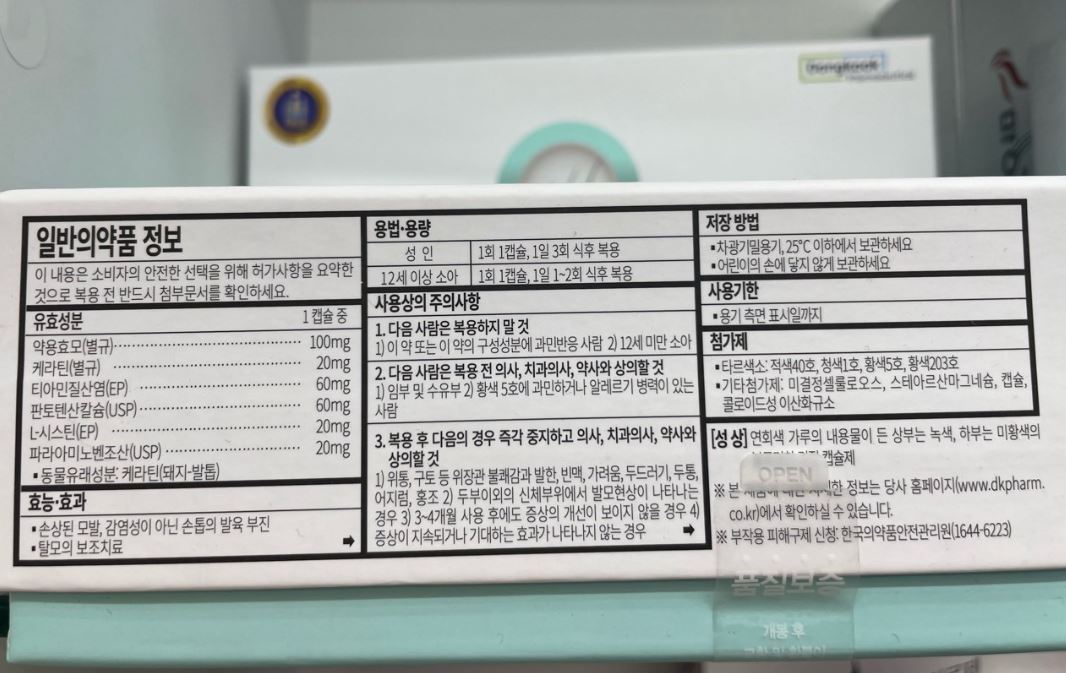 Dongkook
일반의약품 정보
이 내용은 소비자의 안전한 선택을 위해 허가사항을 요약한
것으로 복용 전 반드시 첨부문서를 확인하세요.
유효성분 1 캡슐 중
약용효모(별규) 100mg
케라틴(별규) 20mg
티아민질산염(EP) 60mg
판토텐산칼슘(USP) 60mg
L-시스틴(EP) 20mg
파라아미노벤조산(USP) 20mg
▪동물유래성분: 케라틴(돼지-발톱)
효능·효과
▪손상된 모발, 감염성이 아닌 손톱의 발육 부진
▪탈모의 보조치료
용법·용량
성 인 1회 1캡슐, 1일 3회 식후 복용
12세 이상 소아 1회 1캡슐, 1일 1~2회 식후 복용
사용상의 주의사항
1. 다음 사람은 복용하지 말 것
1) 이 약 또는 이 약의 구성성분에 과민반응 사람 2) 12세 미만 소아
2. 다음 사람은 복용 전 의사, 치과의사, 약사와 상의할 것
1) 임부 및 수유부 2) 황색 5호에 과민하거나 알레르기 병력이 있는
사람
3. 복용 후 다음의 경우 즉각 중지하고 의사, 치과의사, 약사와
상의할 것
1) 위통, 구토 등 위장관 불쾌감과 발한, 빈맥, 가려움, 두드러기, 두통,
어지럼, 홍조 2) 두부이외의 신체부위에서 발모현상이 나타나는
경우 3) 3~4개월 사용 후에도 증상의 개선이 보이지 않을 경우 4)
증상이 지속되거나 기대하는 효과가 나타나지 않는 경우
저장 방법
▪차광기밀용기, 25°C 이하에서 보관하세요
▪어린이의 손에 닿지 않게 보관하세요
사용기한
▪용기 측면 표시일까지
첨가제
▪타르색소: 적색40호, 청색1호, 황색5호, 황색203호
▪기타첨가제: 미결정셀룰로오스, 스테아르산마그네슘, 캡슐,
콜로이드성 이산화규소
[성 상] 연회색 가루의 내용물이 든 상부는 녹색, 하부는 미황색의
캡슐제
OPEN
※ 본 제품에 대한 자세한 정보는 당사 홈페이지(www.dkpharm.
co.kr)에서 확인하실 수 있습니다.
※ 부작용 피해구제 신청: 한국의약품안전관리원(1644-6223)
품질보증
개봉 후